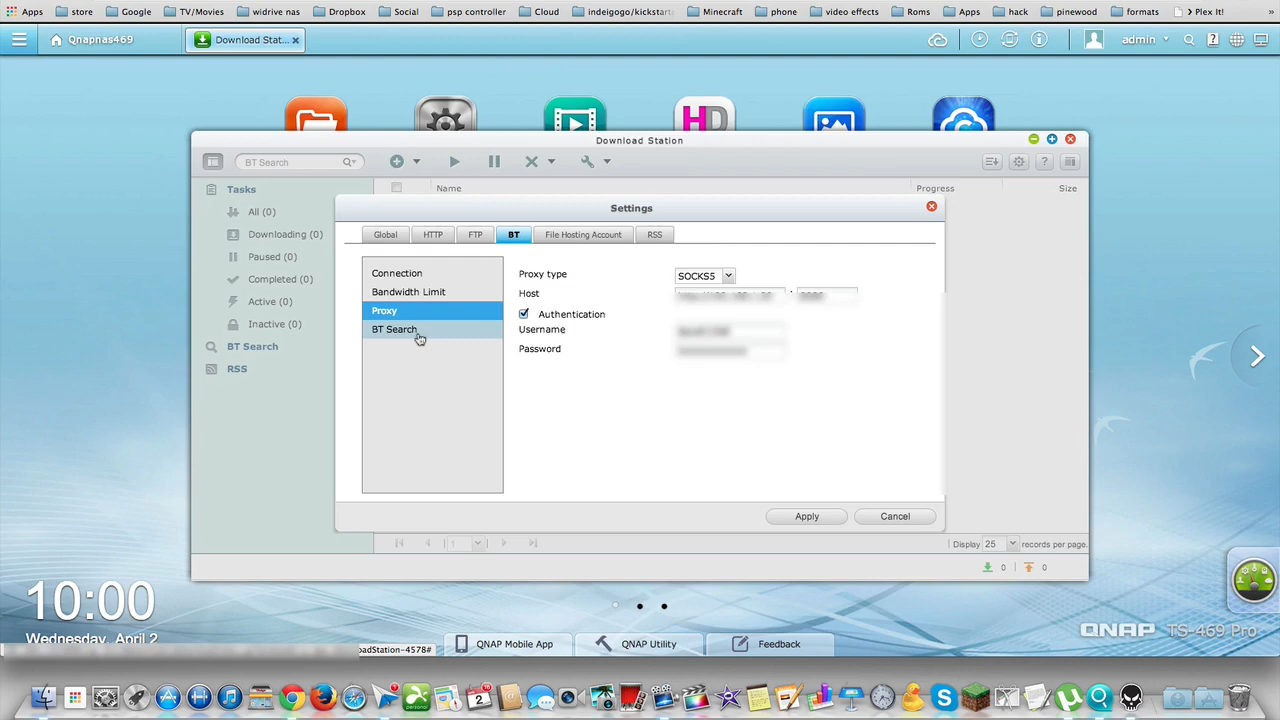 Apps store Google TV/Movies widrive nas Dropbox Social psp controller Cloud indeigogo/kickstart Minecraft phone video effects Roms Apps hack pinewood formats Plex It! »
Qnapnas469 Download Stat... admin
Download Station
BT Search
Tasks Name Progress Size
All (0)
Downloading (0)
Paused (0)
Completed (0)
Active (0)
Inactive (0)
BT Search
RSS
Settings
Global HTTP FTP BT File Hosting Account RSS
Connection
Bandwidth Limit
Proxy
BT Search
Proxy type SOCKS5
Host :
Authentication
Username
Password
Apply Cancel
1 Display 25 records per page.
0 0
10:00
Wednesday, April 2
QNAP TS-469 Pro
QNAP Mobile App QNAP Utility Feedback
oadStation-4578#